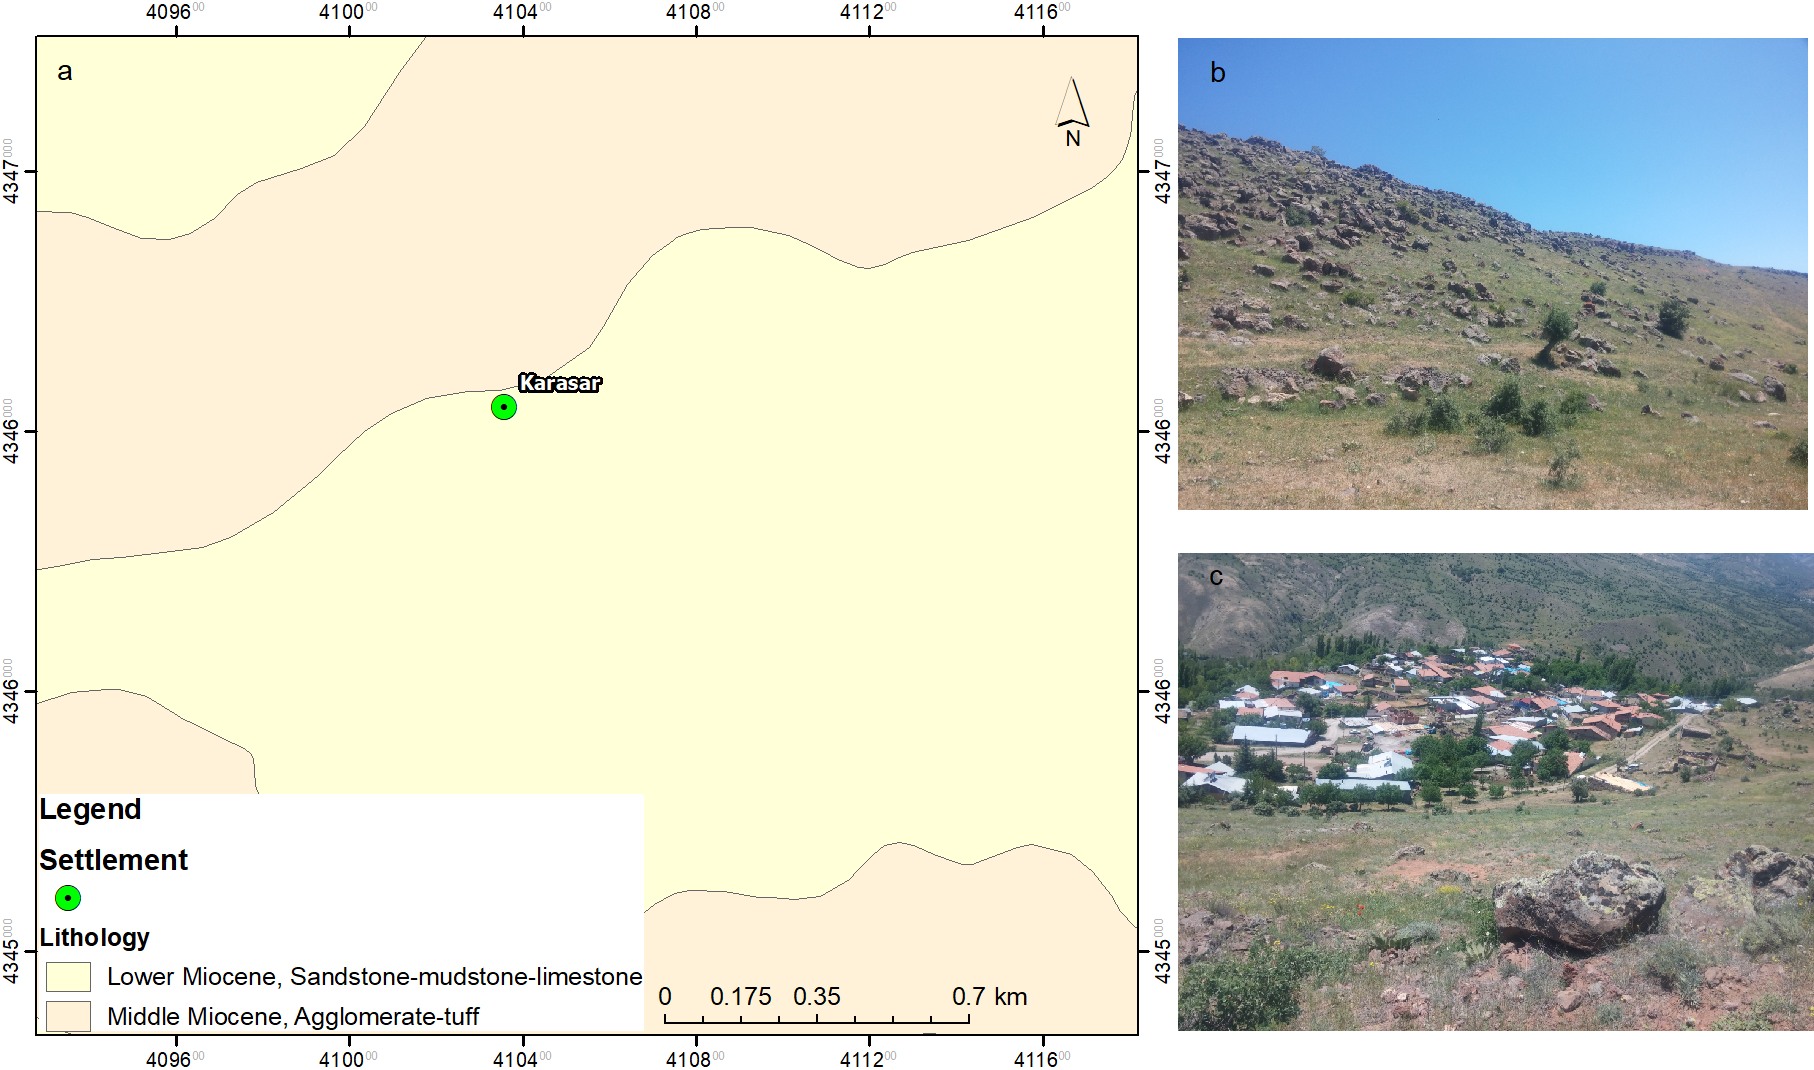 409600 410000 410400 410800 411200 411600
a
N
4347000
4347000
Karasar
4346000
4346000
4346000
4346000
Legend
Settlement
Lithology
4345000
4345000
Lower Miocene, Sandstone-mudstone-limestone
Middle Miocene, Agglomerate-tuff
0 0.175 0.35 0.7 km
409600 410000 410400 410800 411200 411600
b
c